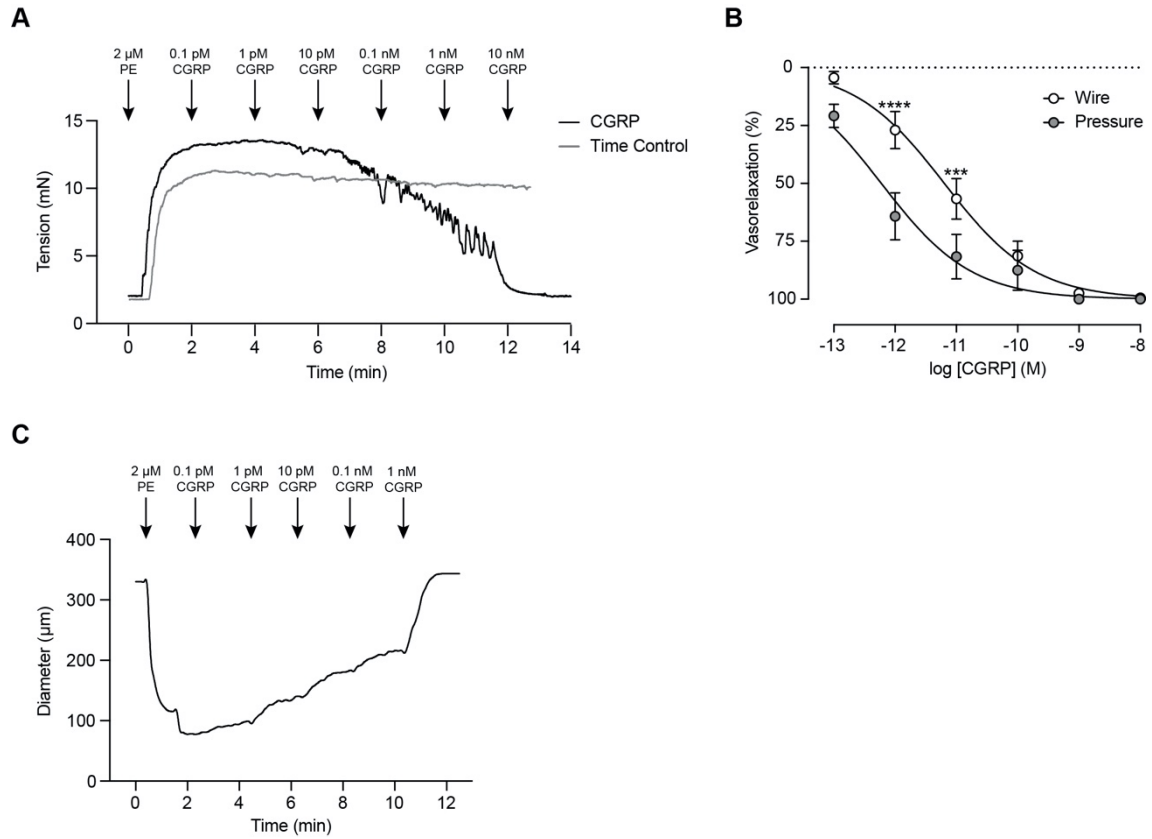 A
2 µM 0.1 pM 1 pM 10 pM 0.1 nM 1 nM 10 nM
PE CGRP CGRP CGRP CGRP CGRP CGRP
15
10
5
0
Tension (mN)
CGRP
Time Control
0 2 4 6 8 10 12 14
Time (min)
B
0
25
50
75
100
Vasorelaxation (%)
****
***
Wire
Pressure
-13 -12 -11 -10 -9 -8
log [CGRP] (M)
C
2 µM 0.1 pM 1 pM 10 pM 0.1 nM 1 nM
PE CGRP CGRP CGRP CGRP CGRP
400
300
200
100
0
Diameter (µm)
0 2 4 6 8 10 12
Time (min)